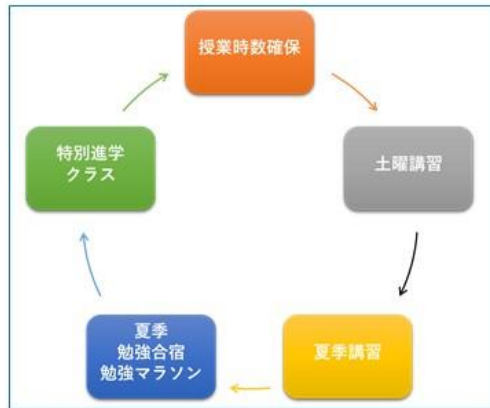 授業時数確保
土曜講習
夏季講習
夏季
勉強合宿
勉強マラソン
特別進学
クラス